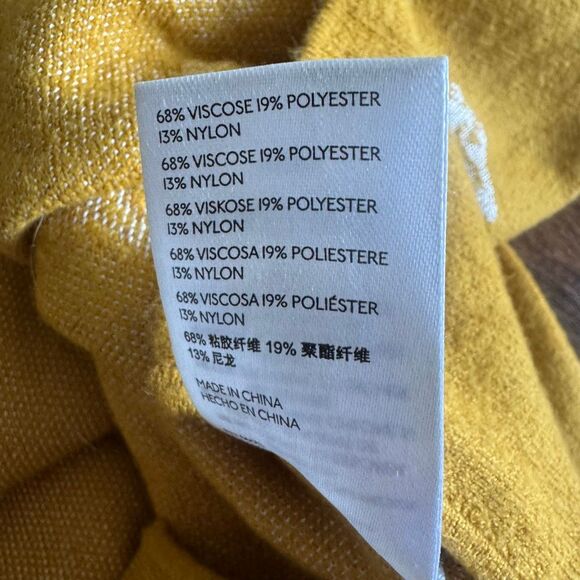 68% VISCOSE 19% POLYESTER
13% NYLON
68% VISCOSE 19% POLYESTER
13% NYLON
68% VISKOSE 19% POLYESTER
13% NYLON
68% VISCOSA 19% POLIESTERE
13% NYLON
68% VISCOSA 19% POLIÉSTER
13% NYLON
68% 粘胶纤维 19% 聚酯纤维
13% 尼龙
MADE IN CHINA
HECHO EN CHINA